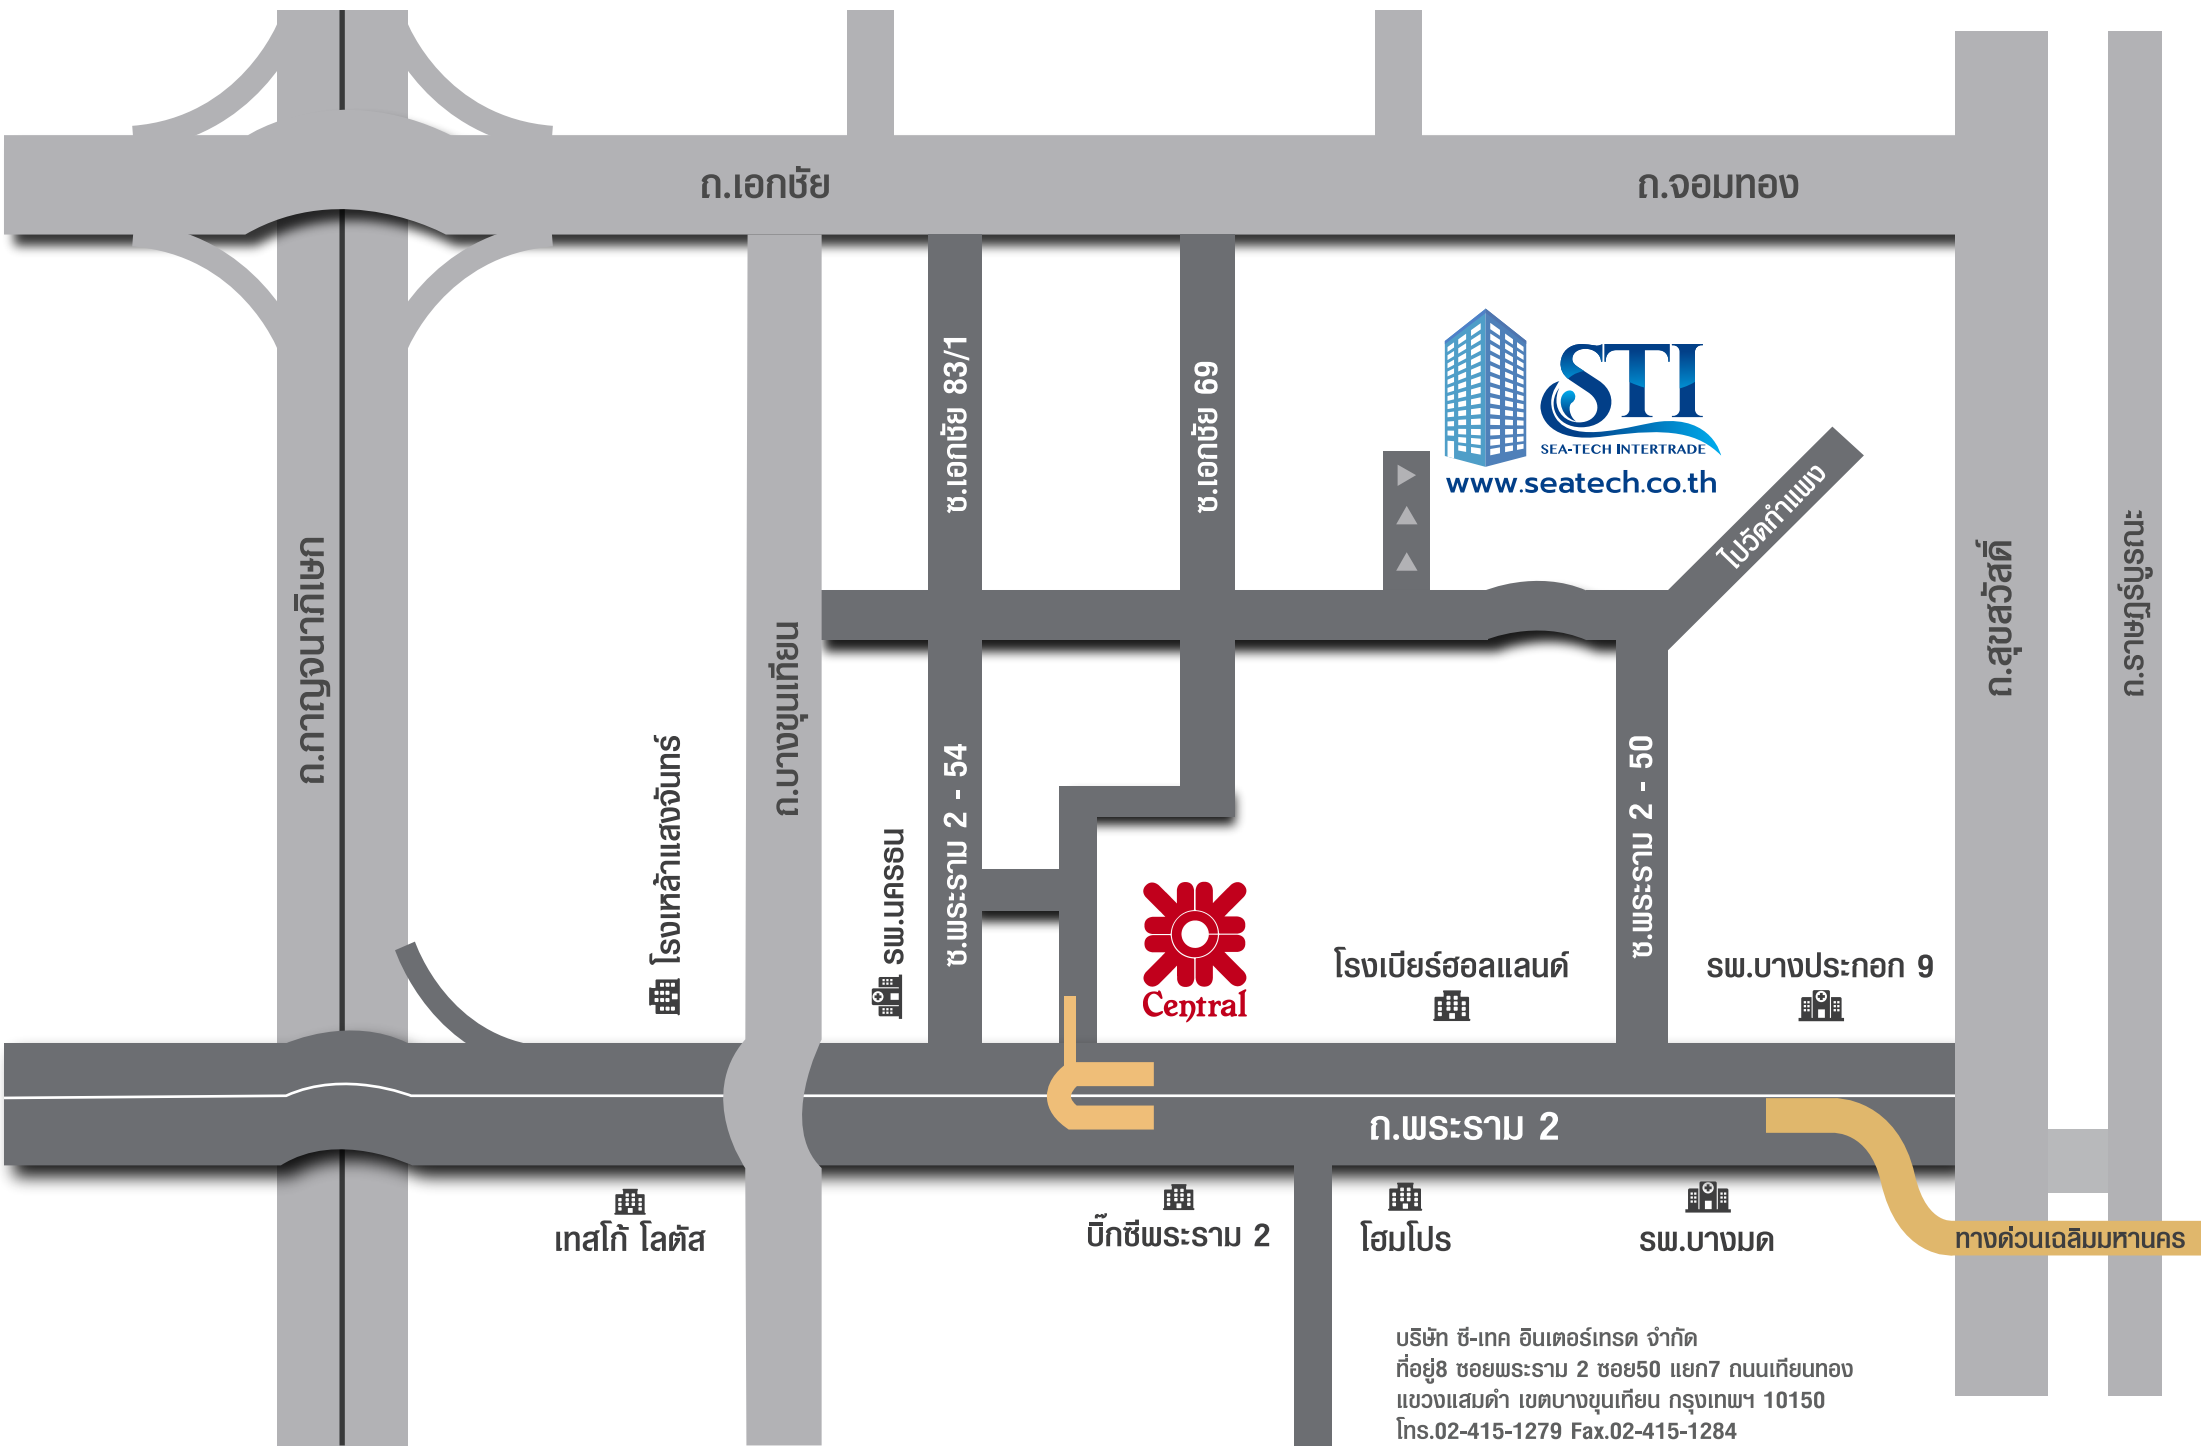 ถ.เอกชัย
ถ.จอมทอง
ซ.เอกชัย 83/1
ซ.เอกชัย 69
STI
SEA-TECH INTERTRADE
www.seatech.co.th
ไปวัดกำแพง
ถ.กาญจนาภิเษก
ถ.บางขุนเทียน
ถ.สุขสวัสดิ์
ถ.ราษฎร์บูรณะ
โรงเหล้าแสงจันทร์
รพ.นครธน
ซ.พระราม 2 - 54
ซ.พระราม 2 - 50
Central
โรงเบียร์ฮอลแลนด์
รพ.บางประกอก 9
ถ.พระราม 2
เทสโก้ โลตัส
บิ๊กซีพระราม 2
โฮมโปร
รพ.บางมด
ทางด่วนเฉลิมมหานคร
บริษัท ซี-เทค อินเตอร์เทรด จำกัด
ที่อยู่8 ซอยพระราม 2 ซอย50 แยก7 ถนนเทียนทอง
แขวงแสมดำ เขตบางขุนเทียน กรุงเทพฯ 10150
โทร.02-415-1279 Fax.02-415-1284